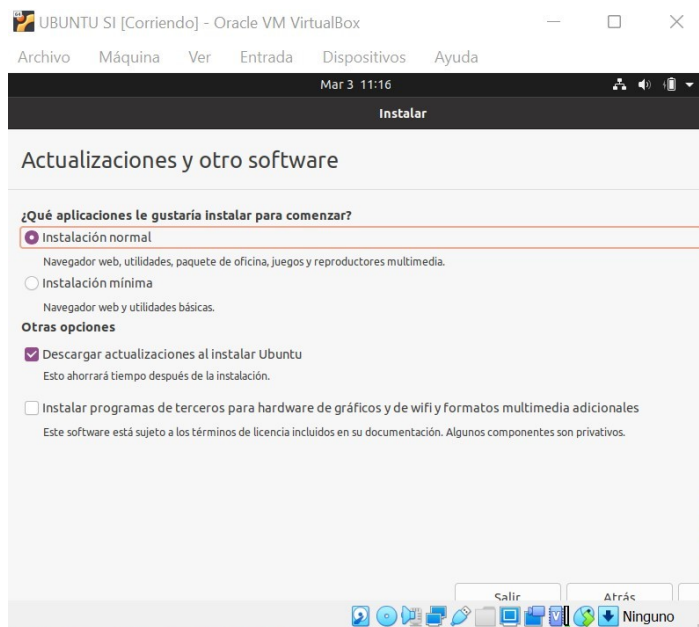 UBUNTU SI [Corriendo] - Oracle VM VirtualBox
Archivo Máquina Ver Entrada Dispositivos Ayuda
Mar 3 11:16
Instalar
Actualizaciones y otro software
¿Qué aplicaciones le gustaría instalar para comenzar?
Instalación normal
Navegador web, utilidades, paquete de oficina, juegos y reproductores multimedia.
Instalación mínima
Navegador web y utilidades básicas.
Otras opciones
Descargar actualizaciones al instalar Ubuntu
Esto ahorrará tiempo después de la instalación.
Instalar programas de terceros para hardware de gráficos y de wifi y formatos multimedia adicionales
Este software está sujeto a los términos de licencia incluidos en su documentación. Algunos componentes son privativos.
Salir Atrás
Ninguno